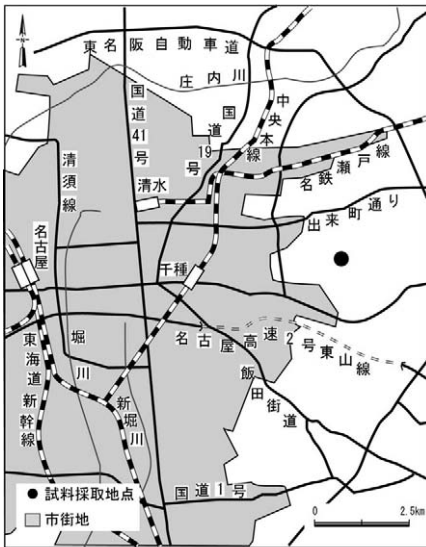 東名阪自動車道
庄内川
国道41号
国道19号
中央本線
名鉄瀬戸線
清須線
清水
出来町通り
名古屋
千種
名古屋高速2号東山線
東海道新幹線
堀川
新堀川
飯田街道
国道1号
試料採取地点
市街地
0
2.5km